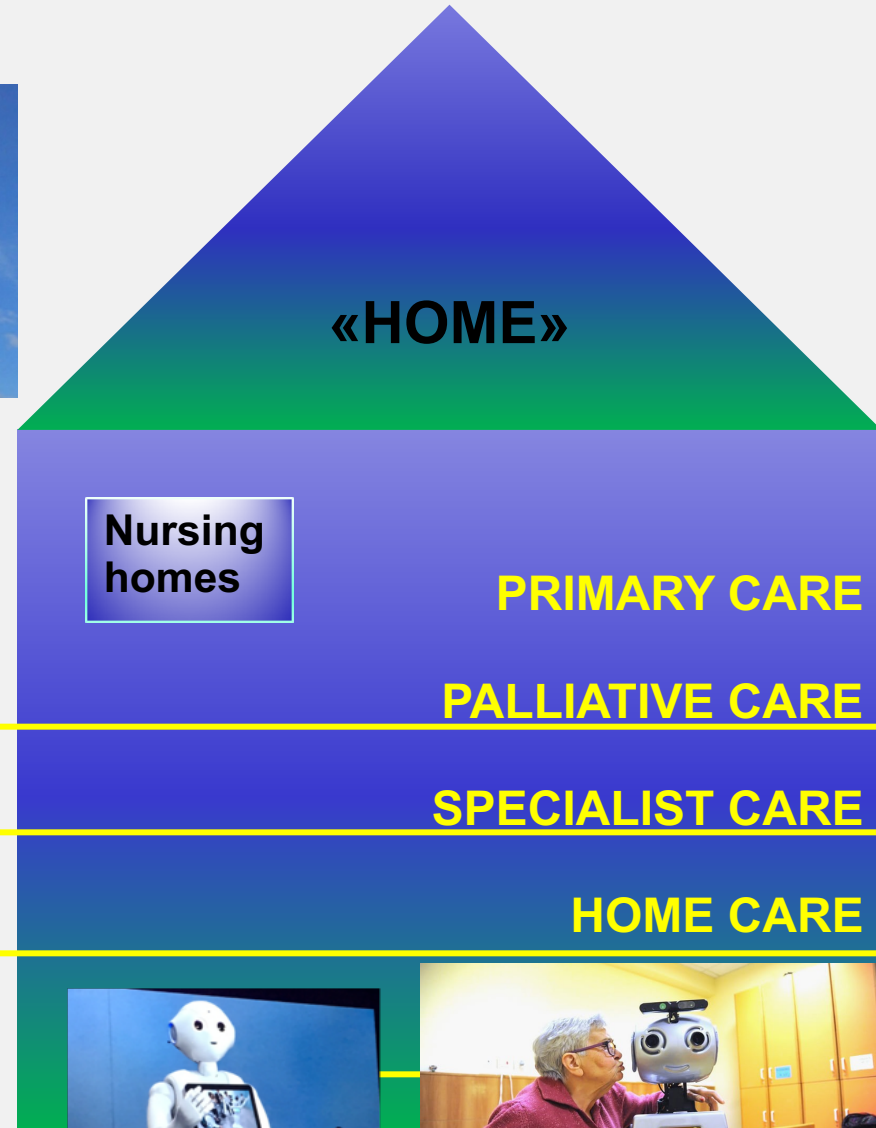 «HOME»
Nursing
homes
PRIMARY CARE
PALLIATIVE CARE
SPECIALIST CARE
HOME CARE